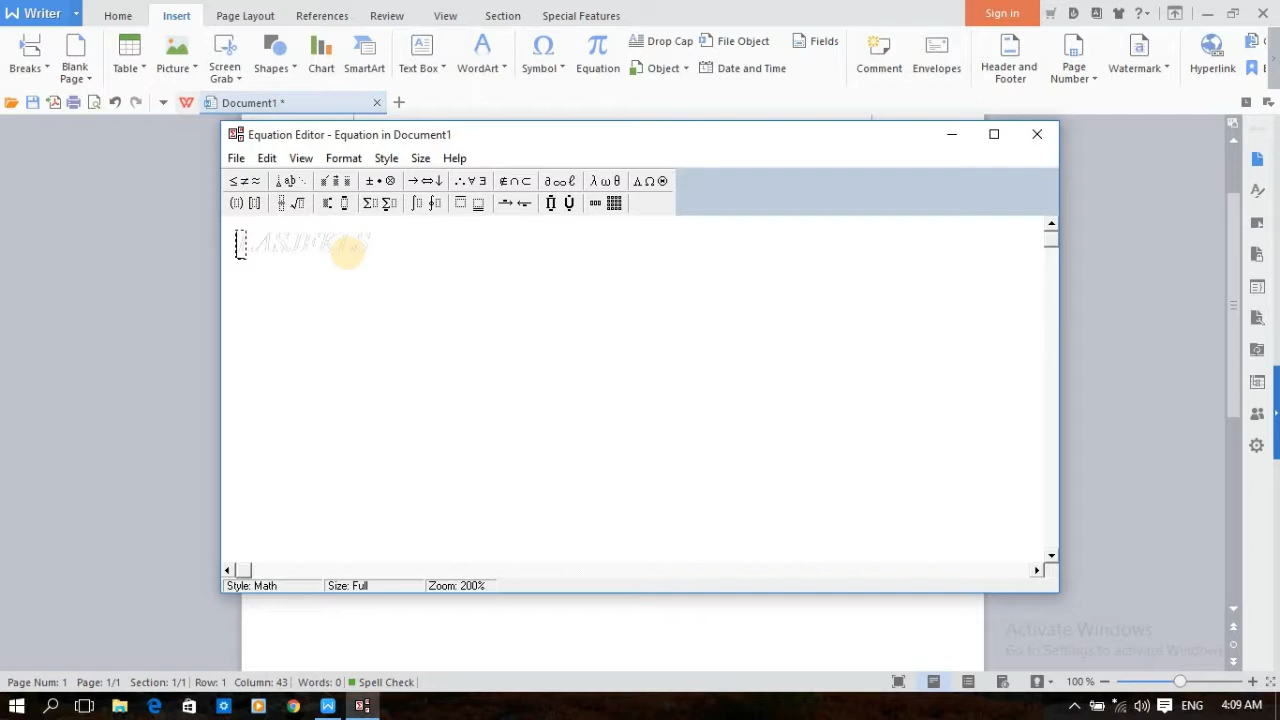 Writer
Home
Insert
Page Layout
References
Review
View
Section
Special Features
Sign in
Breaks
Blank Page
Table
Picture
Screen Grab
Shapes
Chart
SmartArt
Text Box
WordArt
Symbol
Equation
Drop Cap
Object
File Object
Date and Time
Fields
Comment
Envelopes
Header and Footer
Page Number
Watermark
Hyperlink
Document1 *
Equation Editor - Equation in Document1
File Edit View Format Style Size Help
Style: Math
Size: Full
Zoom: 200%
Activate Windows
Go to Settings to activate Windows
Page Num: 1 Page: 1/1 Section: 1/1 Row: 1 Column: 43 Words: 0 Spell Check
100 %
ENG
4:09 AM